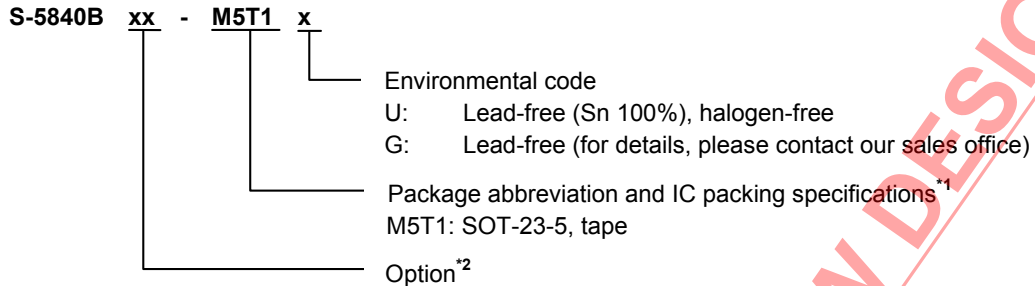 S-5840B xx - M5T1 x
Environmental code
U: Lead-free (Sn 100%), halogen-free
G: Lead-free (for details, please contact our sales office)
Package abbreviation and IC packing specifications*1
M5T1: SOT-23-5, tape
Option*2
W DESIG